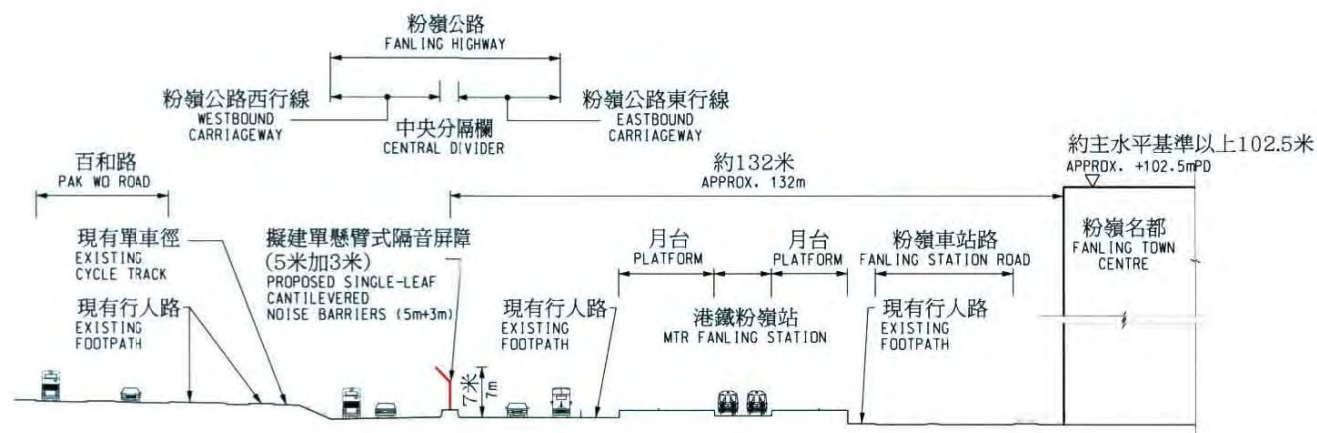 粉嶺公路
FANLING HIGHWAY
粉嶺公路西行線
WESTBOUND
CARRIAGEWAY
中央分隔欄
CENTRAL DIVIDER
粉嶺公路東行線
EASTBOUND
CARRIAGEWAY
百和路
PAK WO ROAD
約132米
APPROX. 132m
約主水平基準以上102.5米
APPROX. +102.5mPD
現有單車徑
EXISTING
CYCLE TRACK
現有行人路
EXISTING
FOOTPATH
擬建單懸臂式隔音屏障
(5米加3米)
PROPOSED SINGLE-LEAF
CANTILEVERED
NOISE BARRIERS (5m+3m)
7米
7m
現有行人路
EXISTING
FOOTPATH
月台
PLATFORM
月台
PLATFORM
港鐵粉嶺站
MTR FANLING STATION
粉嶺車站路
FANLING STATION ROAD
現有行人路
EXISTING
FOOTPATH
粉嶺名都
FANLING TOWN
CENTRE